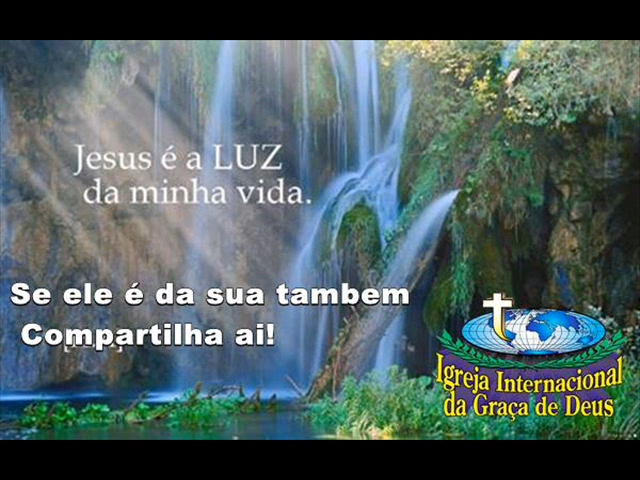 Jesus é a LUZ
da minha vida.
Se ele é da sua tambem
Compartilha ai!
Igreja Internacional
da Graça de Deus